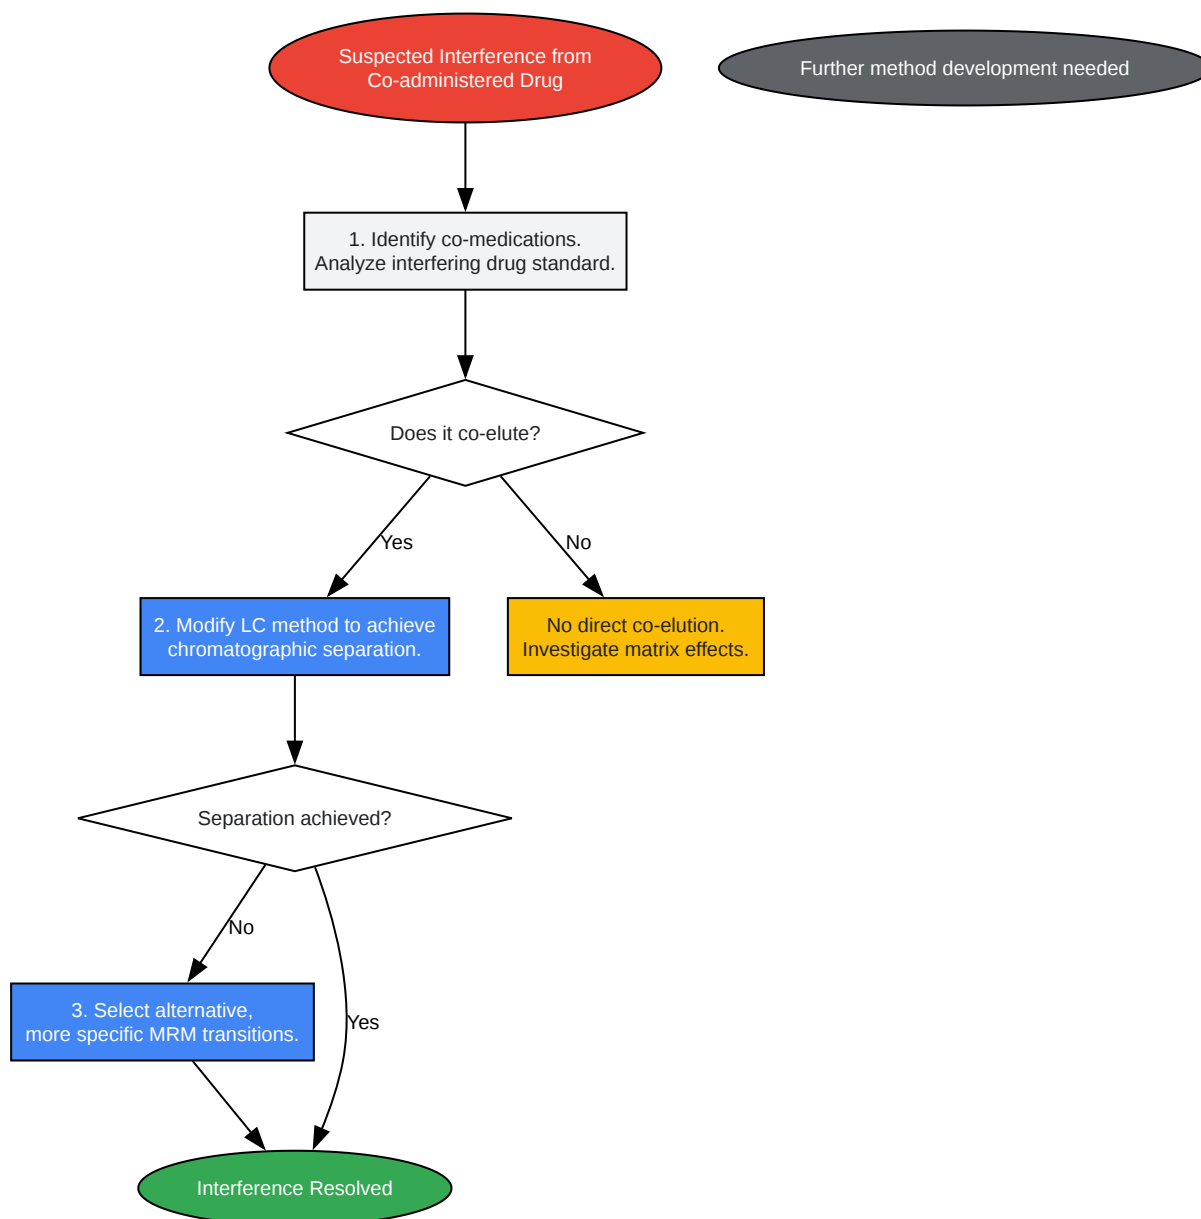 Suspected Interference from
Co-administered Drug
Further method development needed
1. Identify co-medications.
Analyze interfering drug standard.
Does it co-elute?
Yes
No
2. Modify LC method to achieve
chromatographic separation.
No direct co-elution.
Investigate matrix effects.
Separation achieved?
No
3. Select alternative,
more specific MRM transitions.
Yes
Interference Resolved